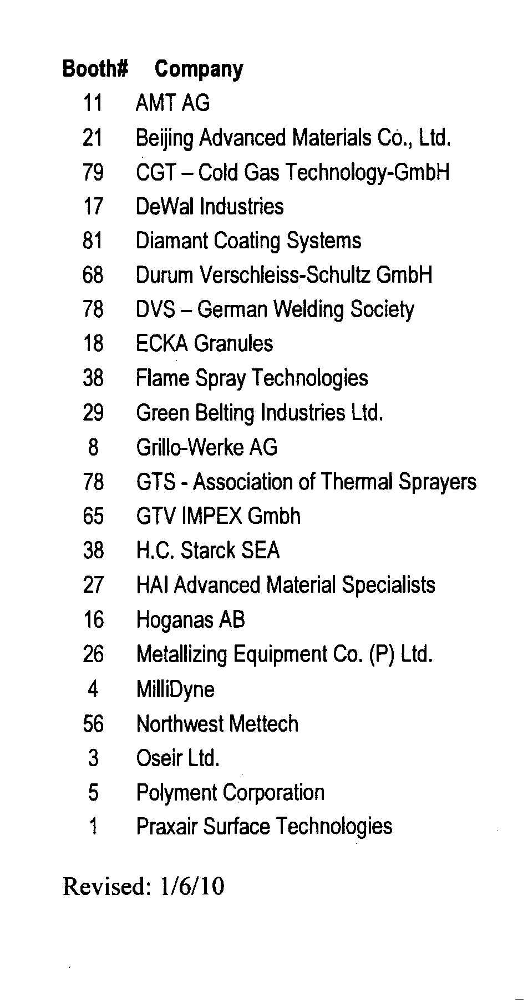 Booth# Company
11 AMT AG
21 Beijing Advanced Materials Co., Ltd.
79 CGT – Cold Gas Technology-GmbH
17 DeWal Industries
81 Diamant Coating Systems
68 Durum Verschleiss-Schultz GmbH
78 DVS – German Welding Society
18 ECKA Granules
38 Flame Spray Technologies
29 Green Belting Industries Ltd.
8 Grillo-Werke AG
78 GTS - Association of Thermal Sprayers
65 GTV IMPEX Gmbh
38 H.C. Starck SEA
27 HAI Advanced Material Specialists
16 Hoganas AB
26 Metallizing Equipment Co. (P) Ltd.
4 MilliDyne
56 Northwest Mettech
3 Oseir Ltd.
5 Polyment Corporation
1 Praxair Surface Technologies
Revised: 1/6/10